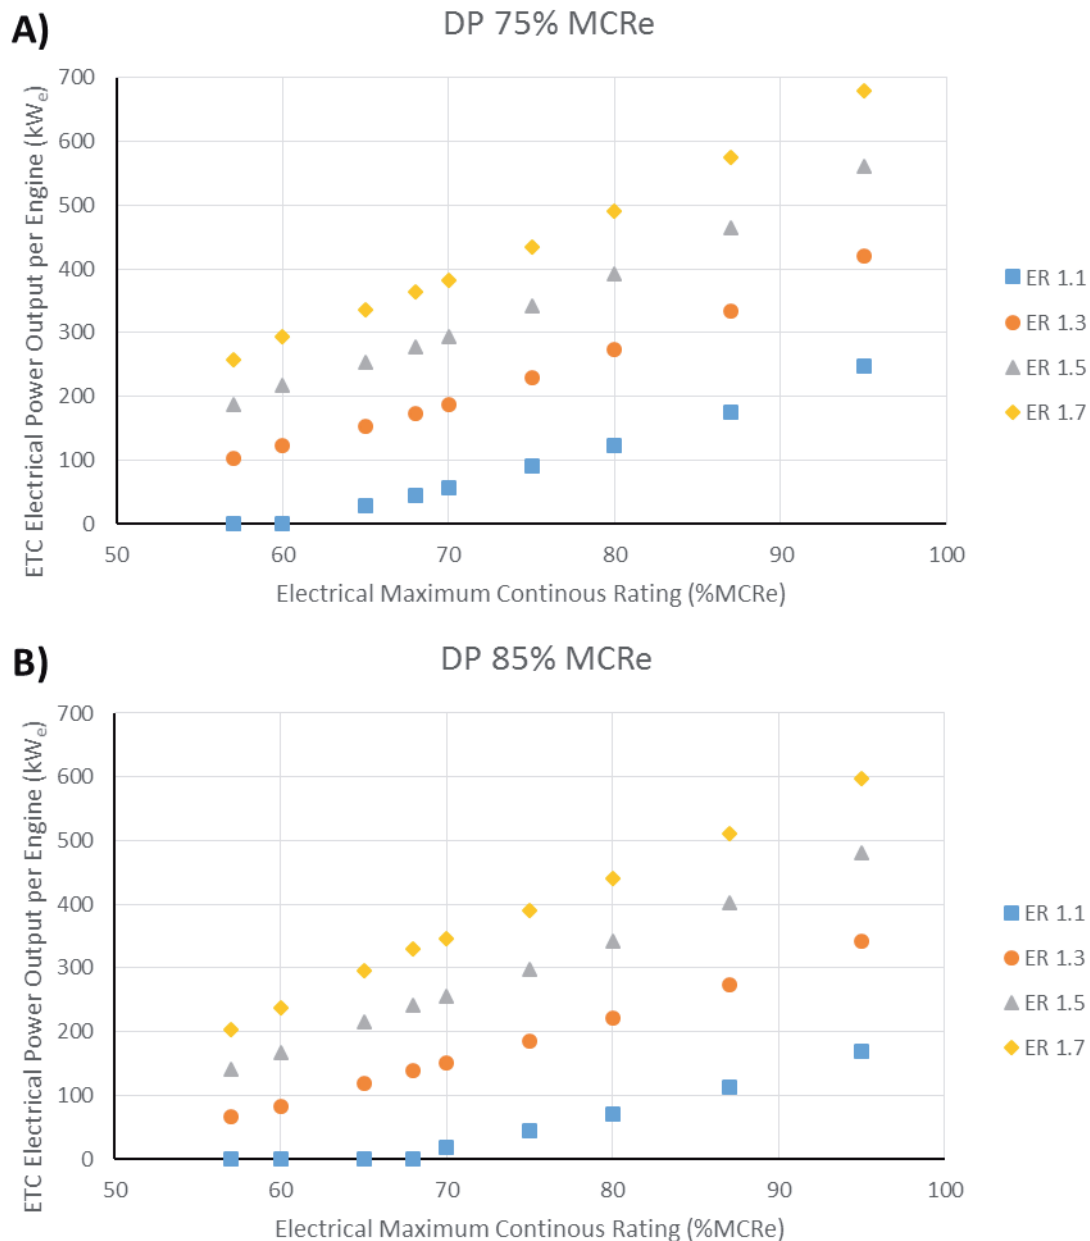 A)
DP 75% MCRe
ETC Electrical Power Output per Engine (kWe)
700
600
500
400
300
200
100
0
50
60
70
80
90
100
Electrical Maximum Continous Rating (%MCRe)
ER 1.1
ER 1.3
ER 1.5
ER 1.7
B)
DP 85% MCRe
ETC Electrical Power Output per Engine (kWe)
700
600
500
400
300
200
100
0
50
60
70
80
90
100
Electrical Maximum Continous Rating (%MCRe)
ER 1.1
ER 1.3
ER 1.5
ER 1.7